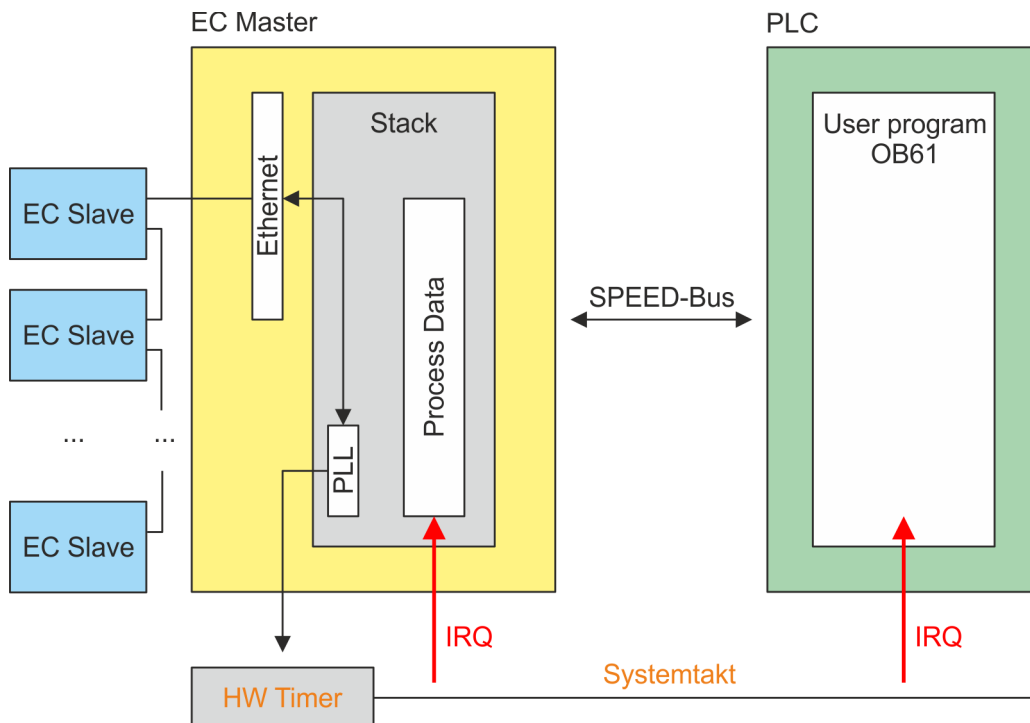 EC Master
PLC
Stack
User program
OB61
Ethernet
EC Slave
Process Data
SPEED-Bus
EC Slave
...
...
PLL
EC Slave
IRQ
IRQ
HW Timer
Systemtakt